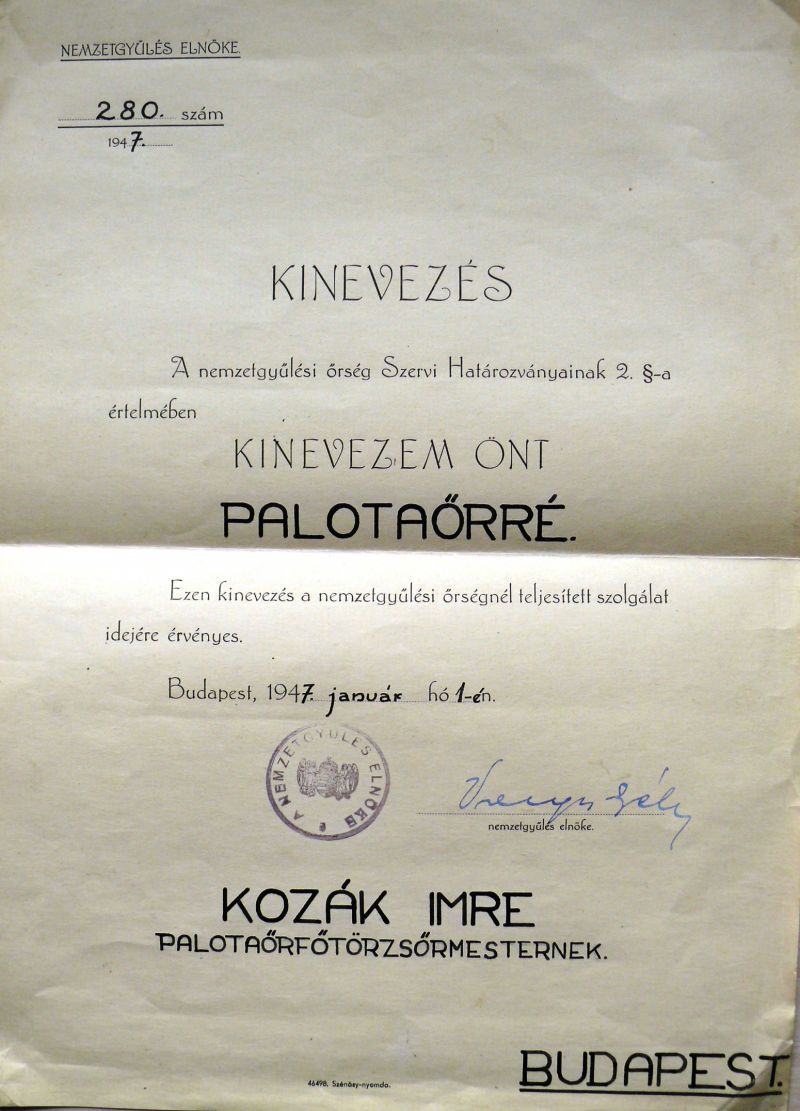 NEMZETGYŰLÉS ELNÖKE.
280. szám
1947.
KINEVEZÉS
A nemzetgyűlési őrség Szervi Határozványainak 2. §-a
értelmében
KINEVEZEM ÖNT
PALOTAŐRRÉ.
Ezen kinevezés a nemzetgyűlési őrségnél teljesített szolgálat
idejére érvényes.
Budapest, 1947. január hó 1-én.
A NEMZETGYÜLÉS ELNÖKE
nemzetgyűlés elnöke.
KOZÁK IMRE
PALOTAŐRFŐTÖRZSŐRMESTERNEK.
46498. Szénásy-nyomda.
BUDAPEST.